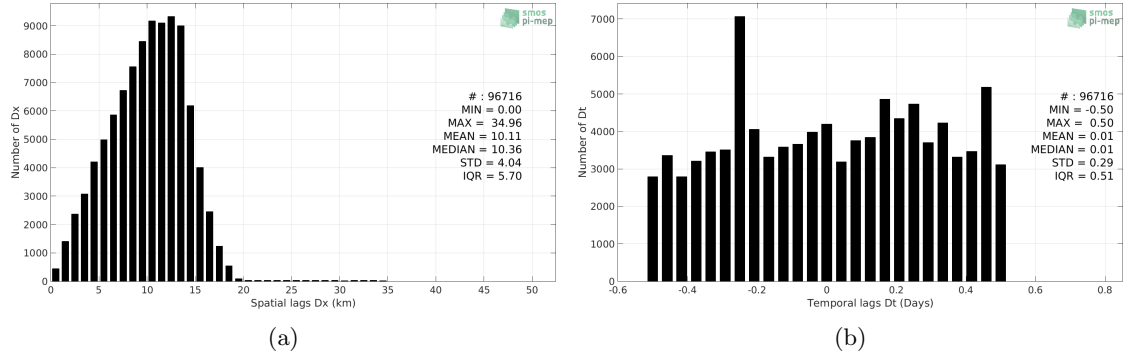 9000
8000
7000
6000
5000
4000
3000
2000
1000
0
Number of Dx
0 5 10 15 20 25 30 35 40 45 50
Spatial lags Dx (km)
smos
pi-mep
# : 96716
MIN = 0.00
MAX = 34.96
MEAN = 10.11
MEDIAN = 10.36
STD = 4.04
IQR = 5.70
(a)
7000
6000
5000
4000
3000
2000
1000
0
Number of Dt
-0.6 -0.4 -0.2 0 0.2 0.4 0.6 0.8
Temporal lags Dt (Days)
smos
pi-mep
# : 96716
MIN = -0.50
MAX = 0.50
MEAN = 0.01
MEDIAN = 0.01
STD = 0.29
IQR = 0.51
(b)